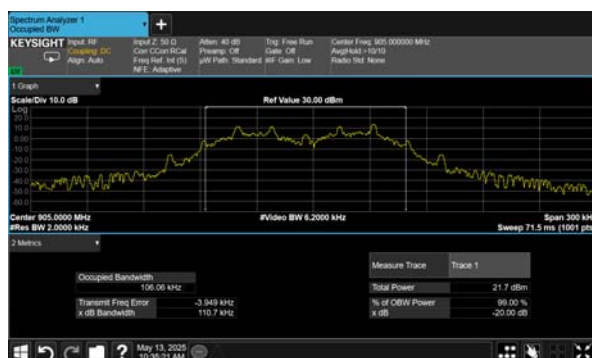 Spectrum Analyzer 1
Occupied BW
+
KEYSIGHT Input: RF Input Z: 50 Ω Atten: 40 dB Trig: Free Run Center Freq: 905.000000 MHz
Coupling: DC Corr CCorr RCal Preamp: Off Gate: Off Avg|Hold:>10/10
Align: Auto Freq Ref: Int (S) µW Path: Standard #IF Gain: Low Radio Std: None
NFE: Adaptive
1 Graph
Scale/Div 10.0 dB Ref Value 30.00 dBm
Log
20.0
10.0
0.00
-10.0
-20.0
-30.0
-40.0
-50.0
-60.0
Center 905.0000 MHz #Video BW 6.2000 kHz Span 300 kHz
#Res BW 2.0000 kHz Sweep 71.5 ms (1001 pts)
2 Metrics
Measure Trace Trace 1
Occupied Bandwidth
106.06 kHz Total Power 21.7 dBm
Transmit Freq Error -3.949 kHz % of OBW Power 99.00 %
x dB Bandwidth 110.7 kHz x dB -20.00 dB
? May 13, 2025
10:35:21 AM